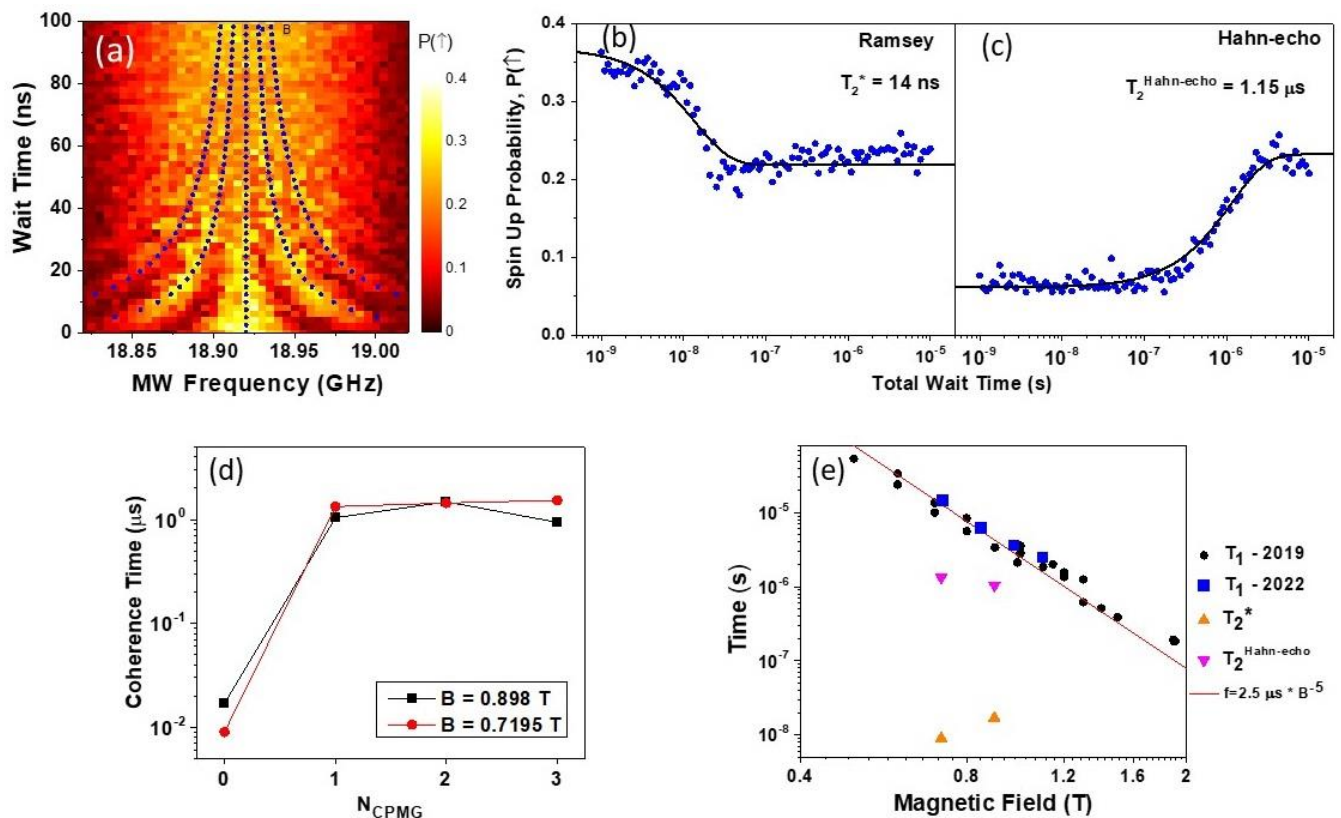 (a)
B
P(↑)
100
80
60
40
20
0
Wait Time (ns)
18.85
18.90
18.95
19.00
MW Frequency (GHz)
0.4
0.3
0.2
0.1
0
(b)
Ramsey
T₂* = 14 ns
(c)
Hahn-echo
T₂^Hahn-echo = 1.15 μs
0.4
0.3
0.2
0.1
0.0
Spin Up Probability, P(↑)
10⁻⁹
10⁻⁸
10⁻⁷
10⁻⁶
10⁻⁵
10⁻⁹
10⁻⁸
10⁻⁷
10⁻⁶
10⁻⁵
Total Wait Time (s)
(d)
10⁰
10⁻¹
10⁻²
Coherence Time (μs)
B = 0.898 T
B = 0.7195 T
0
1
2
3
N_CPMG
(e)
10⁻⁵
10⁻⁶
10⁻⁷
10⁻⁸
Time (s)
0.4
0.8
1.2
1.6
2
Magnetic Field (T)
T₁ - 2019
T₁ - 2022
T₂*
T₂^Hahn-echo
f=2.5 μs * B⁻⁵